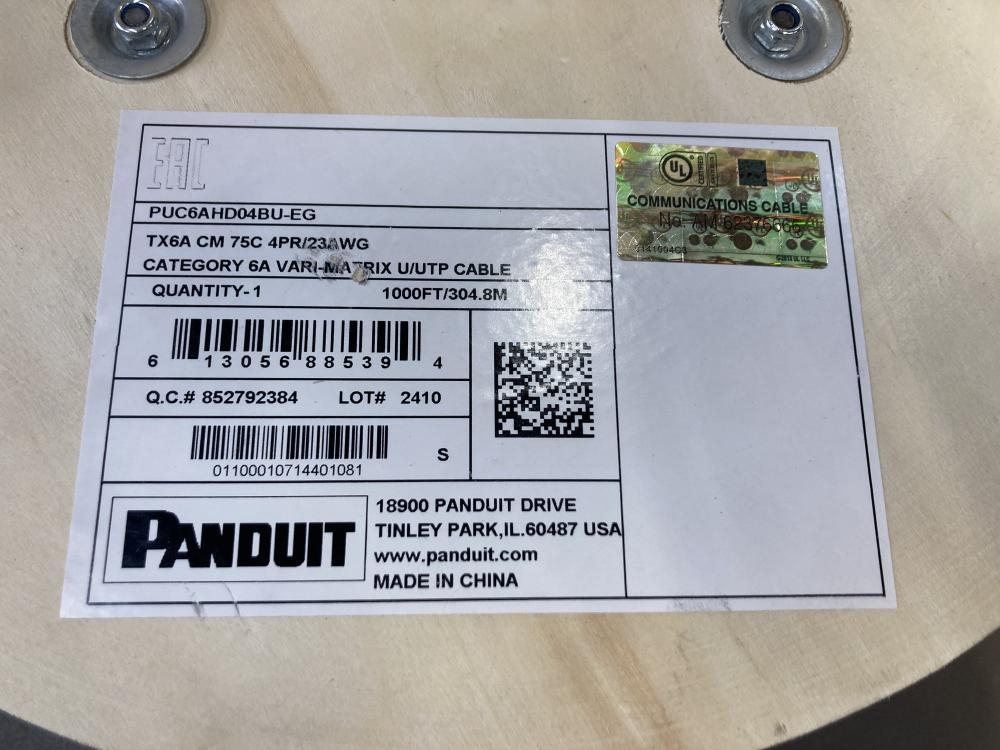 EAC
PUC6AHD04BU-EG
TX6A CM 75C 4PR/23AWG
CATEGORY 6A VARI-MATRIX U/UTP CABLE
QUANTITY-1 1000FT/304.8M
6 13056 88539 4
Q.C.# 852792384 LOT# 2410
01100010714401081
S
PANDUIT
18900 PANDUIT DRIVE
TINLEY PARK,IL.60487 USA
www.panduit.com
MADE IN CHINA
UL
CERTIFIED
COMMUNICATIONS CABLE
No.